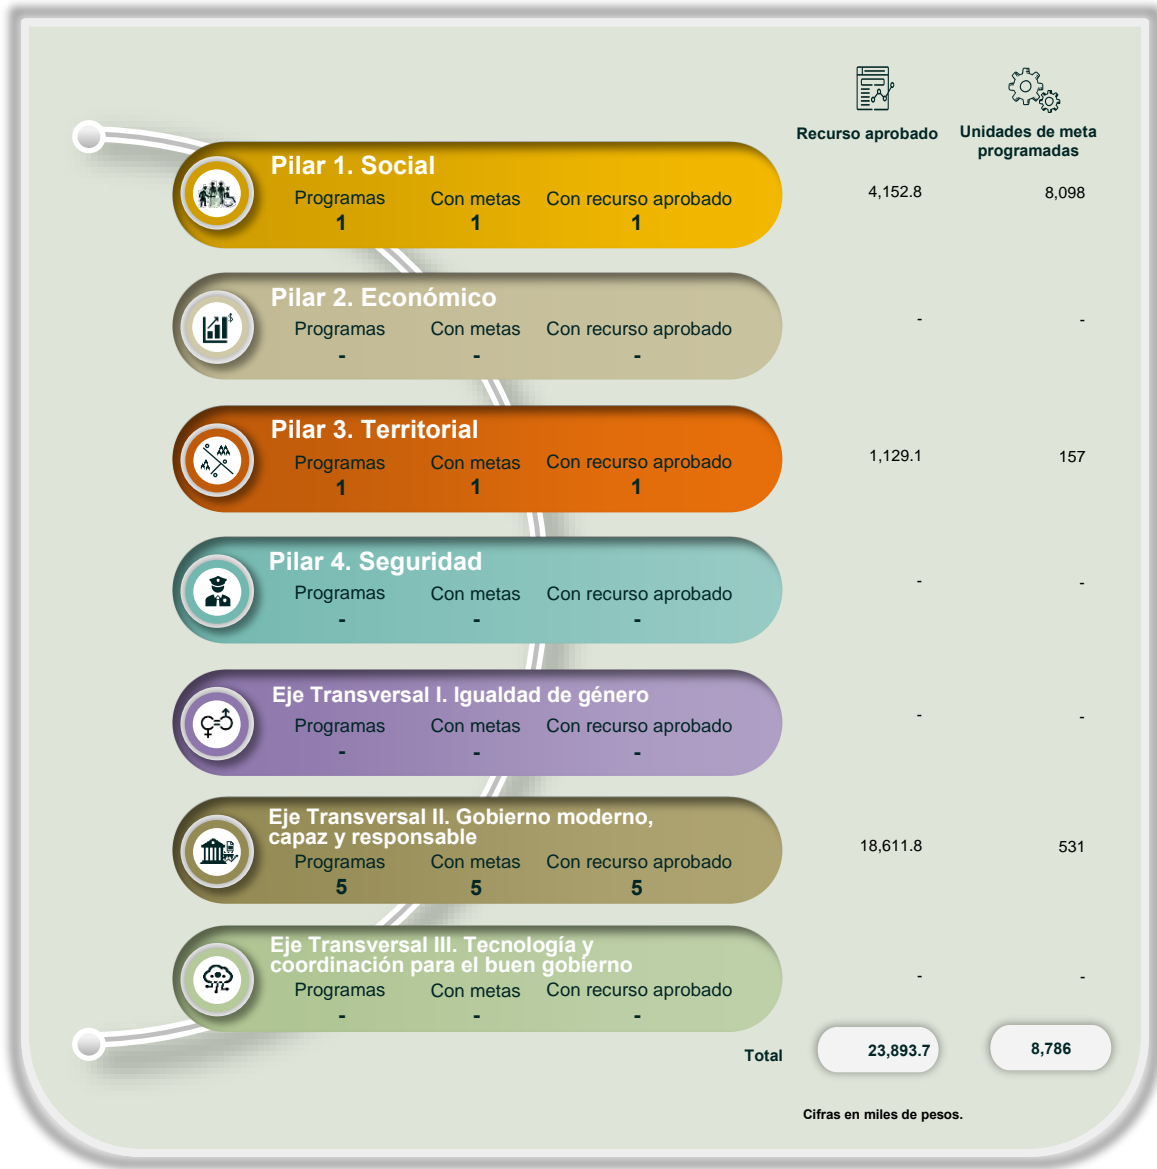 Recurso aprobado
Unidades de meta
programadas
Pilar 1. Social
Programas Con metas Con recurso aprobado
1 1 1
4,152.8 8,098
Pilar 2. Económico
Programas Con metas Con recurso aprobado
- - -
- -
Pilar 3. Territorial
Programas Con metas Con recurso aprobado
1 1 1
1,129.1 157
Pilar 4. Seguridad
Programas Con metas Con recurso aprobado
- - -
- -
Eje Transversal I. Igualdad de género
Programas Con metas Con recurso aprobado
- - -
- -
Eje Transversal II. Gobierno moderno,
capaz y responsable
Programas Con metas Con recurso aprobado
5 5 5
18,611.8 531
Eje Transversal III. Tecnología y
coordinación para el buen gobierno
Programas Con metas Con recurso aprobado
- - -
- -
Total 23,893.7 8,786
Cifras en miles de pesos.